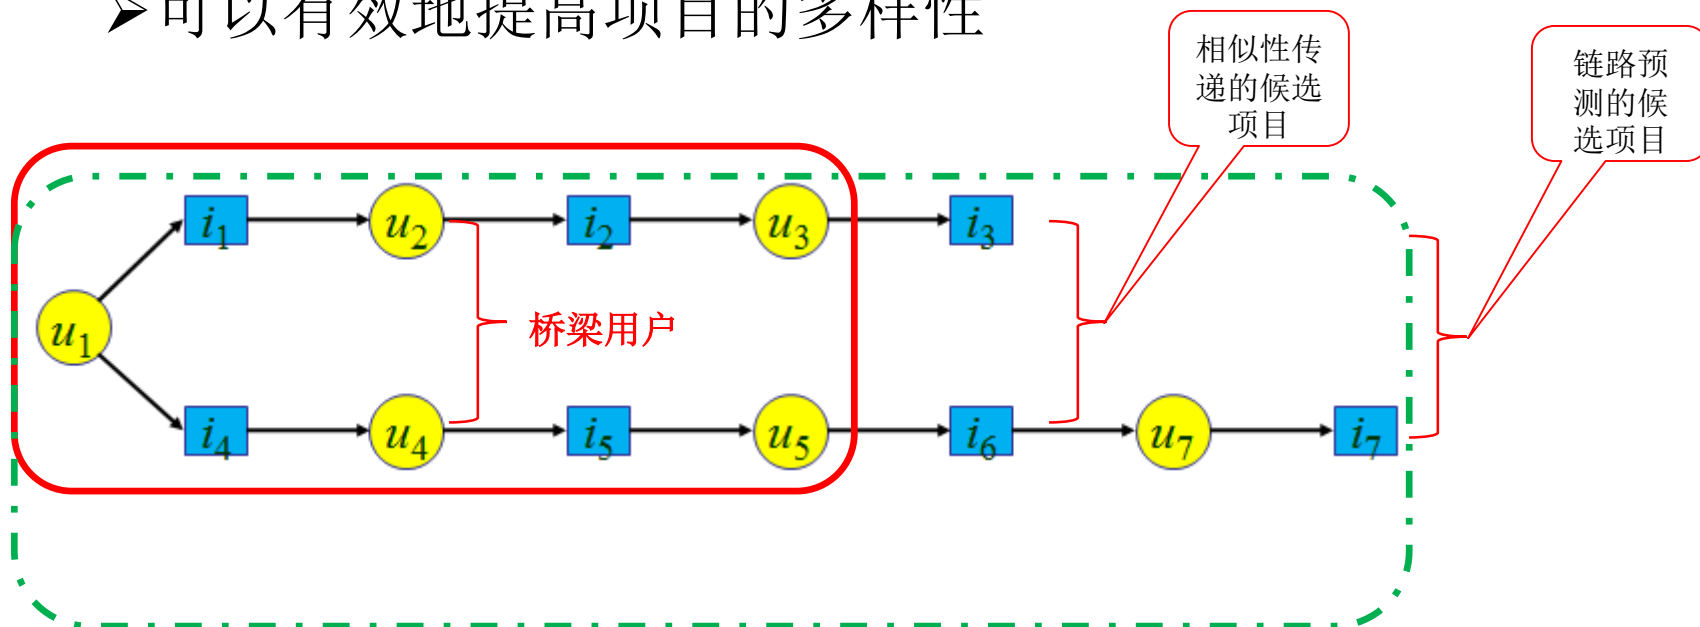 ➢可以有效地提高项目的多样性
相似性传
递的候选
项目
链路预
测的候
选项目
i1 u2 i2 u3 i3
u1
桥梁用户
i4 u4 i5 u5 i6 u7 i7